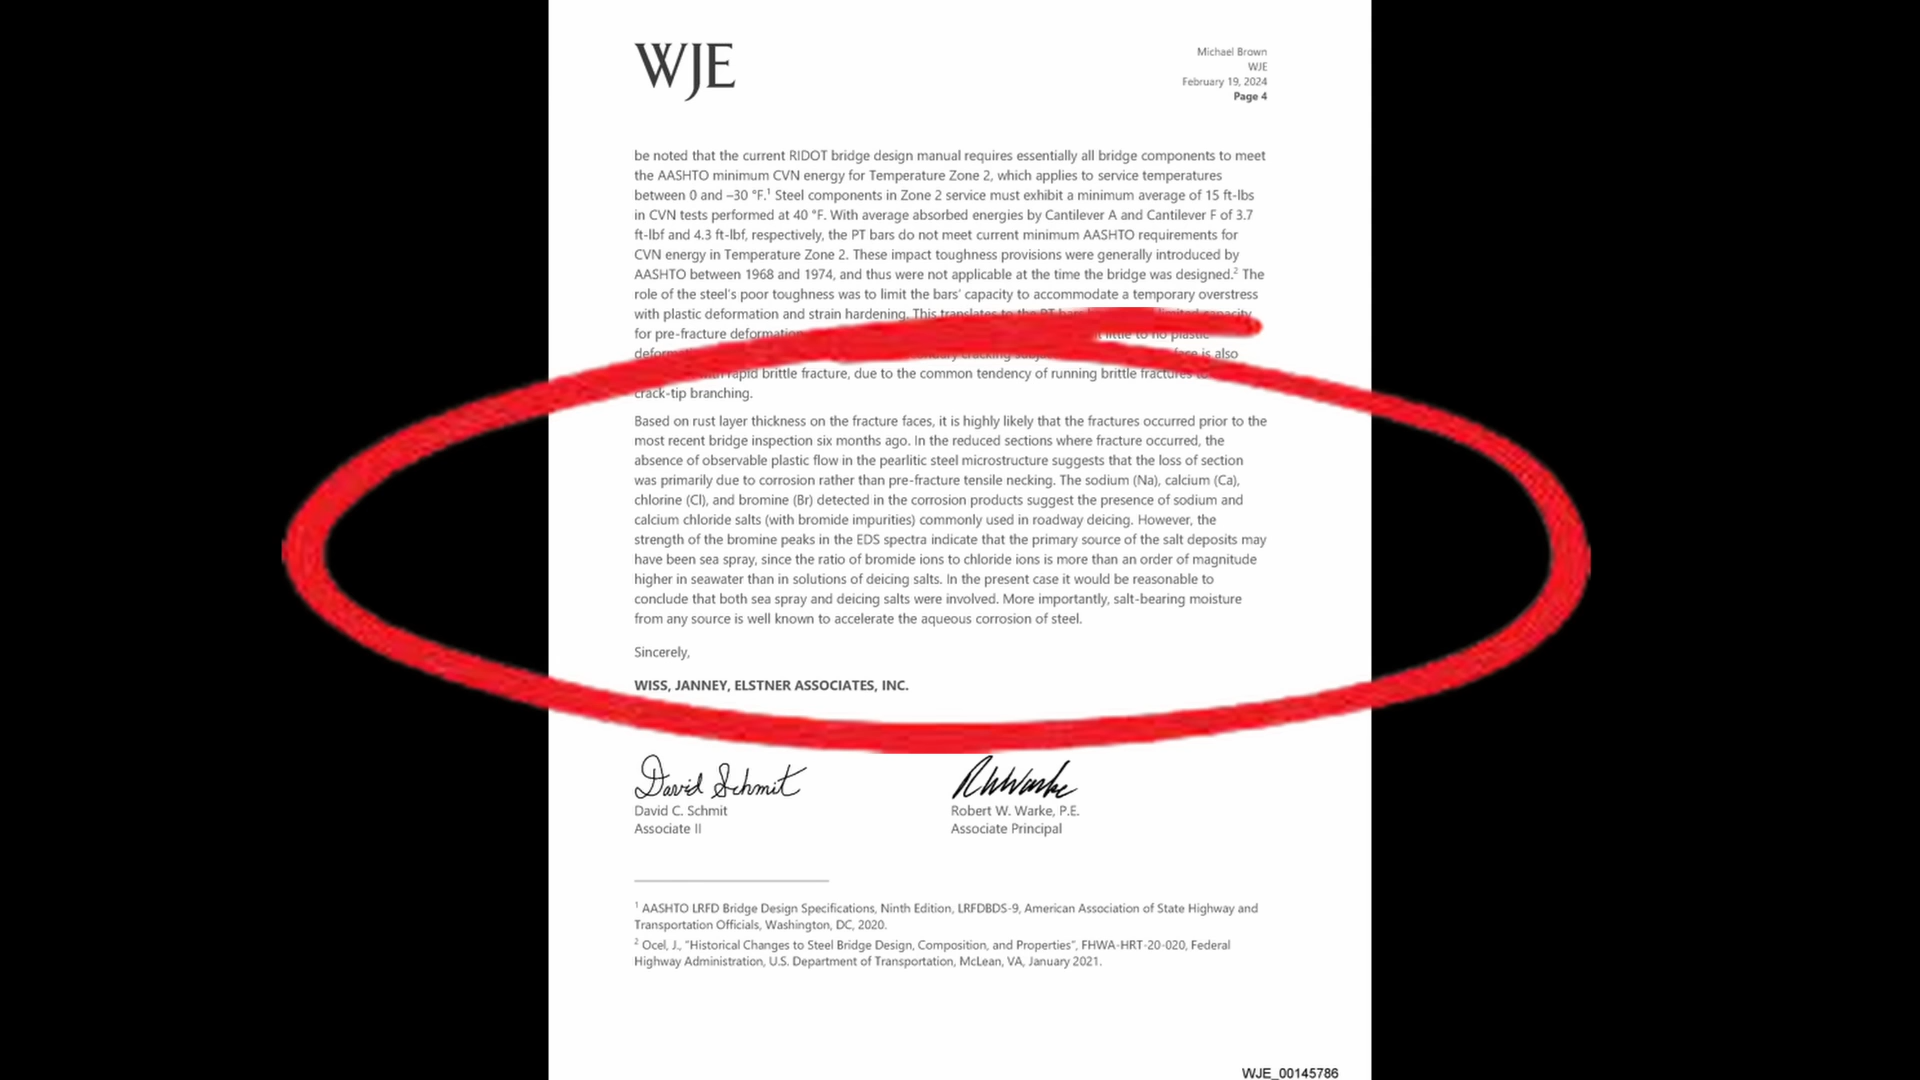 WJE
Michael Brown
WJE
February 19, 2024
Page 4
be noted that the current RIDOT bridge design manual requires essentially all bridge components to meet
the AASHTO minimum CVN energy for Temperature Zone 2, which applies to service temperatures
between 0 and –30 °F.¹ Steel components in Zone 2 service must exhibit a minimum average of 15 ft-lbs
in CVN tests performed at 40 °F. With average absorbed energies by Cantilever A and Cantilever F of 3.7
ft-lbf and 4.3 ft-lbf, respectively, the PT bars do not meet current minimum AASHTO requirements for
CVN energy in Temperature Zone 2. These impact toughness provisions were generally introduced by
AASHTO between 1968 and 1974, and thus were not applicable at the time the bridge was designed.² The
role of the steel's poor toughness was to limit the bars' capacity to accommodate a temporary overstress
with plastic deformation and strain hardening. This translates to the PT bars limited capacity
for pre-fracture deformation little to no plastic
cracking is also
rapid brittle fracture, due to the common tendency of running brittle fractures
crack-tip branching.
Based on rust layer thickness on the fracture faces, it is highly likely that the fractures occurred prior to the
most recent bridge inspection six months ago. In the reduced sections where fracture occurred, the
absence of observable plastic flow in the pearlitic steel microstructure suggests that the loss of section
was primarily due to corrosion rather than pre-fracture tensile necking. The sodium (Na), calcium (Ca),
chlorine (Cl), and bromine (Br) detected in the corrosion products suggest the presence of sodium and
calcium chloride salts (with bromide impurities) commonly used in roadway deicing. However, the
strength of the bromine peaks in the EDS spectra indicate that the primary source of the salt deposits may
have been sea spray, since the ratio of bromide ions to chloride ions is more than an order of magnitude
higher in seawater than in solutions of deicing salts. In the present case it would be reasonable to
conclude that both sea spray and deicing salts were involved. More importantly, salt-bearing moisture
from any source is well known to accelerate the aqueous corrosion of steel.
Sincerely,
WISS, JANNEY, ELSTNER ASSOCIATES, INC.
David Schmit
RWWarke
David C. Schmit
Robert W. Warke, P.E.
Associate II
Associate Principal
¹ AASHTO LRFD Bridge Design Specifications, Ninth Edition, LRFDBDS-9, American Association of State Highway and
Transportation Officials, Washington, DC, 2020.
² Ocel, J., "Historical Changes to Steel Bridge Design, Composition, and Properties", FHWA-HRT-20-020, Federal
Highway Administration, U.S. Department of Transportation, McLean, VA, January 2021.
WJE_00145786